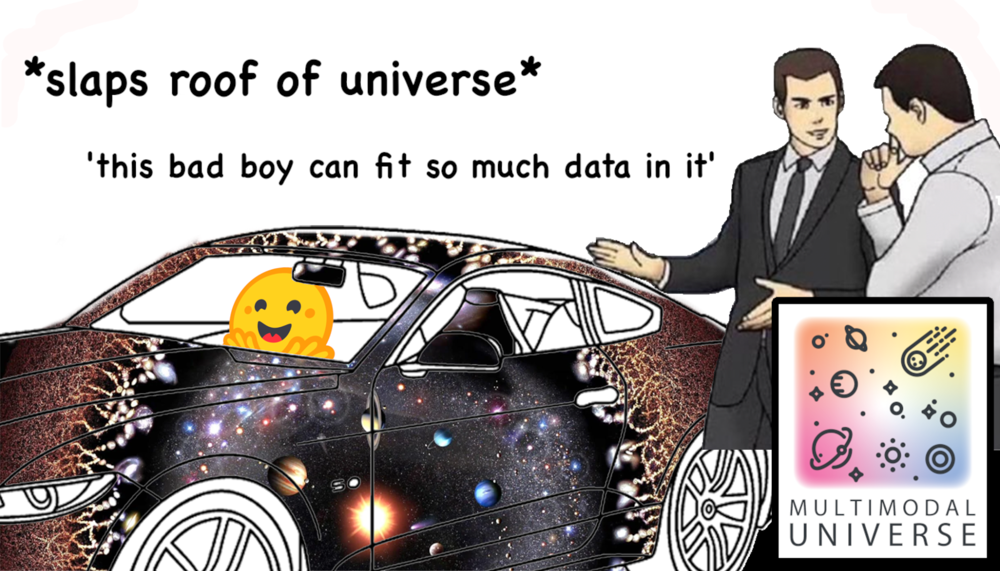 *slaps roof of universe*
'this bad boy can fit so much data in it'
MULTIMODAL
UNIVERSE